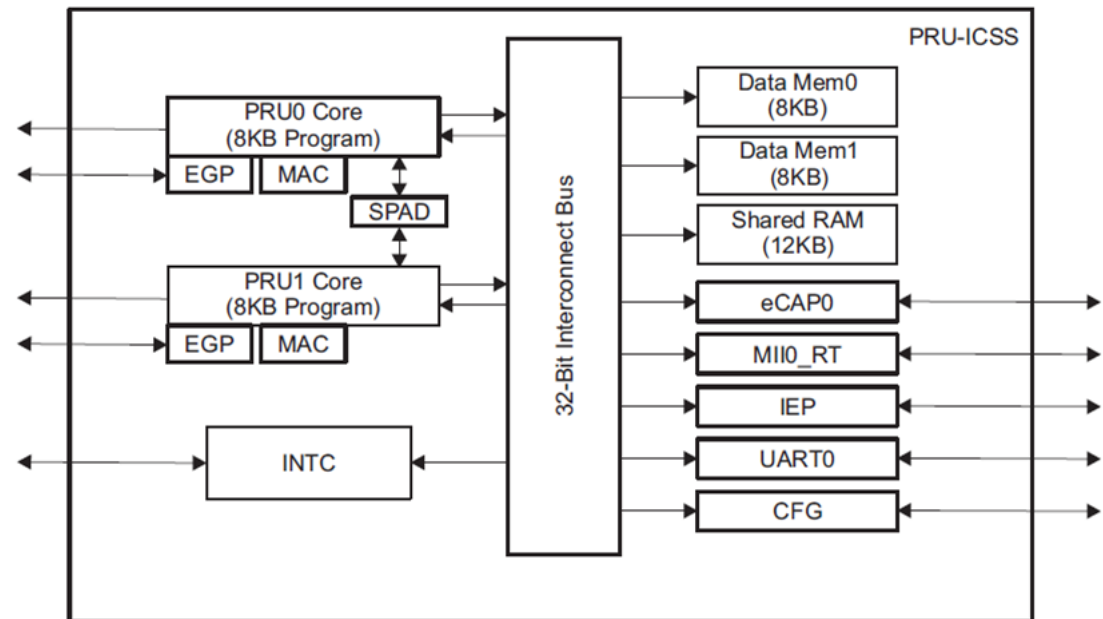 PRU-ICSS
PRU0 Core
(8KB Program)
EGP
MAC
SPAD
PRU1 Core
(8KB Program)
EGP
MAC
INTC
32-Bit Interconnect Bus
Data Mem0
(8KB)
Data Mem1
(8KB)
Shared RAM
(12KB)
eCAP0
MII0_RT
IEP
UART0
CFG